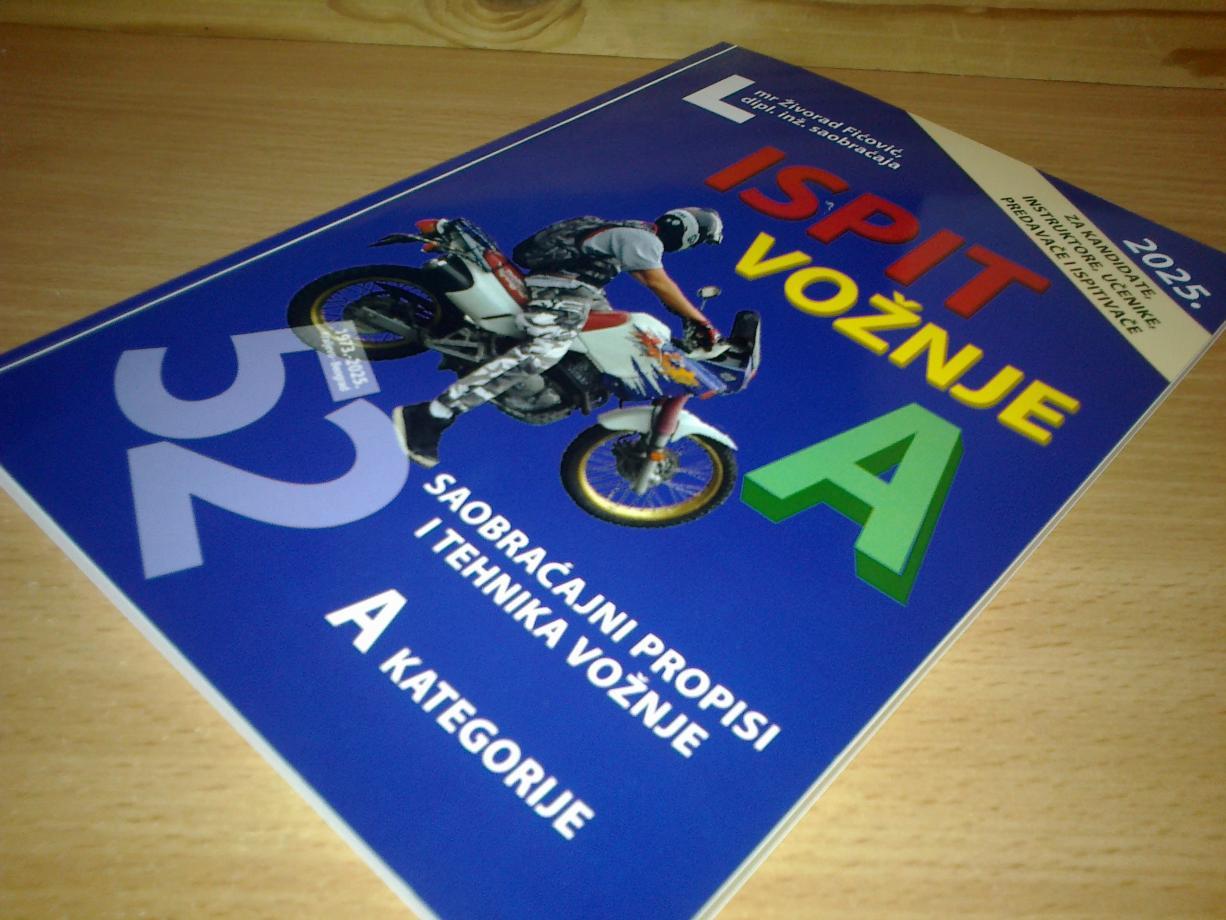 L
mr Živorad Fićović,
dipl. inž. saobraćaja
2025.
ZA KANDIDATE,
INSTRUKTORE, UČENIKE,
PREDAVAČE I ISPITIVAČE
ISPIT
VOŽNJE
A
52
1973-2025.
Beograd
SAOBRAĆAJNI PROPISI
I TEHNIKA VOŽNJE
A KATEGORIJE